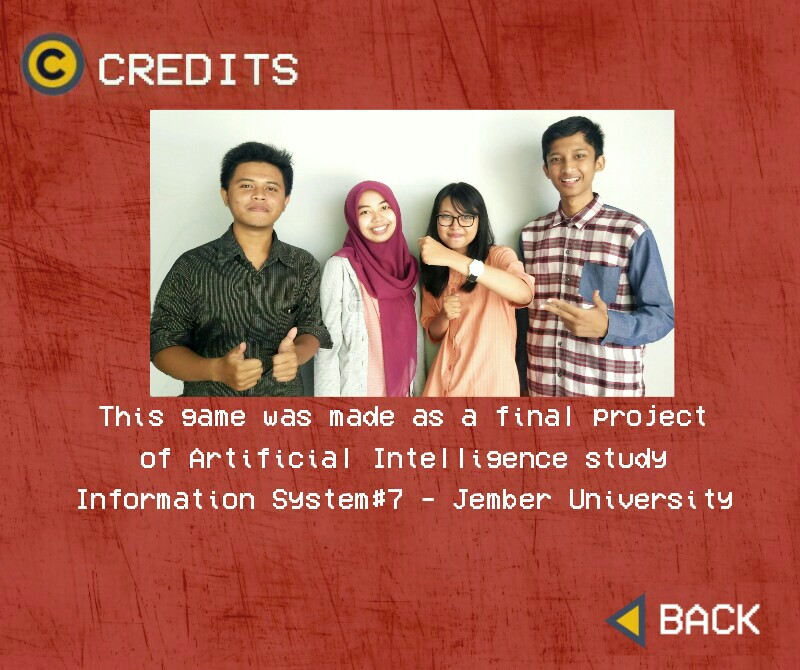 C CREDITS
This game was made as a final project
of Artificial Intelligence study
Information System#7 - Jember University
BACK